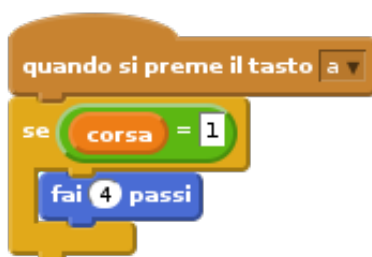 quando si preme il tasto a
se corsa = 1
fai 4 passi